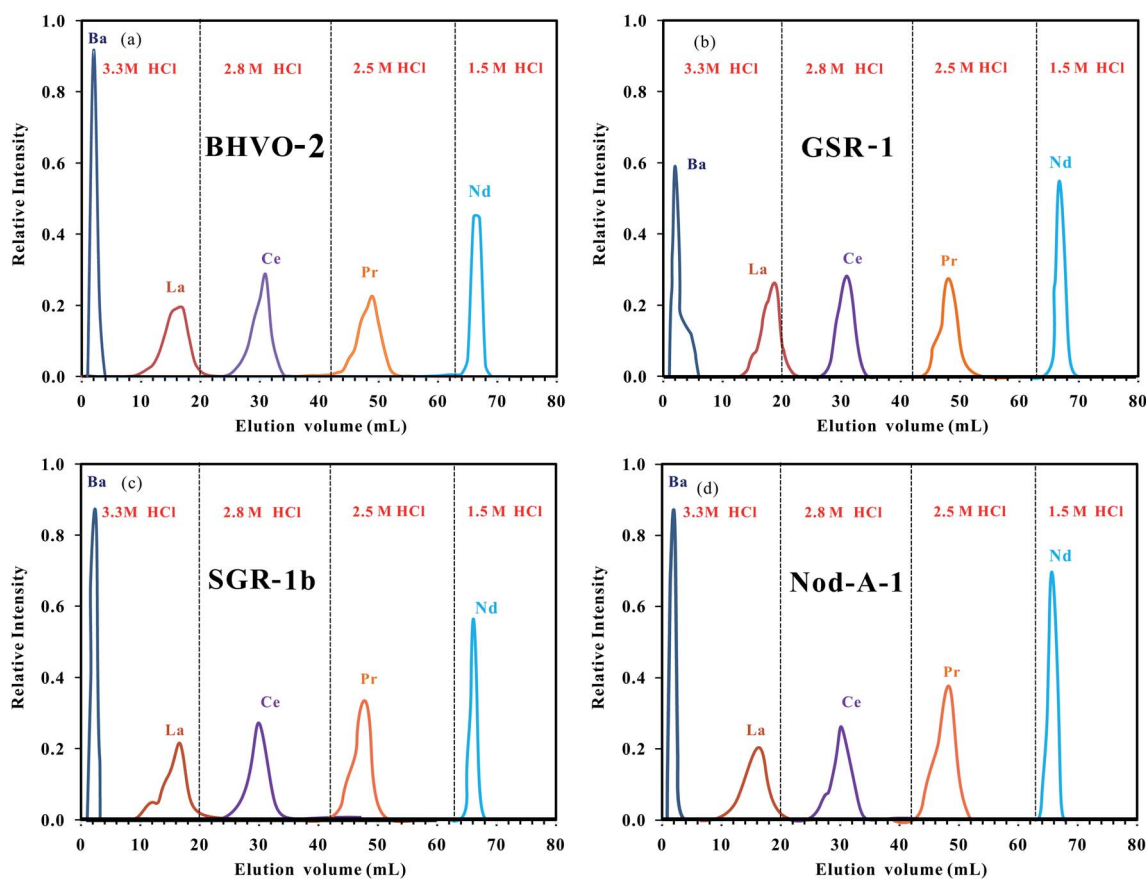 1.0
0.8
0.6
0.4
0.2
0.0
Relative Intensity
Ba
(a)
3.3M HCl
2.8 M HCl
2.5 M HCl
1.5 M HCl
BHVO-2
La
Ce
Pr
Nd
0 10 20 30 40 50 60 70 80
Elution volume (mL)
1.0
0.8
0.6
0.4
0.2
0.0
Relative Intensity
(b)
3.3M HCl
2.8 M HCl
2.5 M HCl
1.5 M HCl
GSR-1
Ba
La
Ce
Pr
Nd
0 10 20 30 40 50 60 70 80
Elution volume (mL)
1.0
0.8
0.6
0.4
0.2
0.0
Relative Intensity
Ba
(c)
3.3M HCl
2.8 M HCl
2.5 M HCl
1.5 M HCl
SGR-1b
La
Ce
Pr
Nd
0 10 20 30 40 50 60 70 80
Elution volume (mL)
1.0
0.8
0.6
0.4
0.2
0.0
Relative Intensity
Ba
(d)
3.3M HCl
2.8 M HCl
2.5 M HCl
1.5 M HCl
Nod-A-1
La
Ce
Pr
Nd
0 10 20 30 40 50 60 70 80
Elution volume (mL)